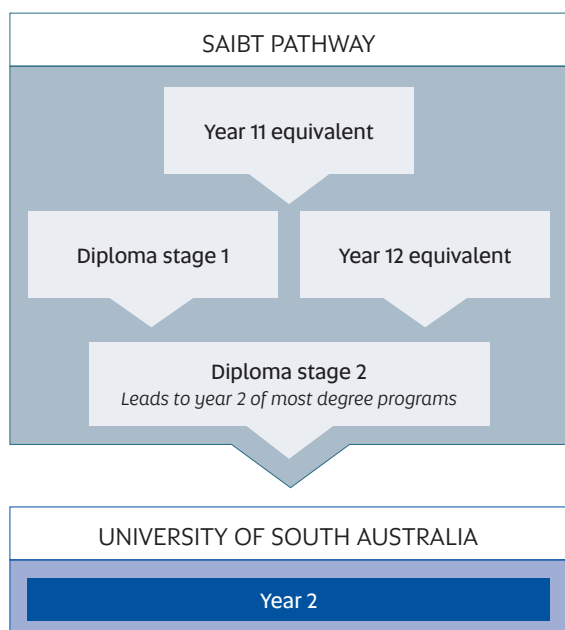 SAIBT PATHWAY
Year 11 equivalent
Diploma stage 1
Year 12 equivalent
Diploma stage 2
Leads to year 2 of most degree programs
UNIVERSITY OF SOUTH AUSTRALIA
Year 2